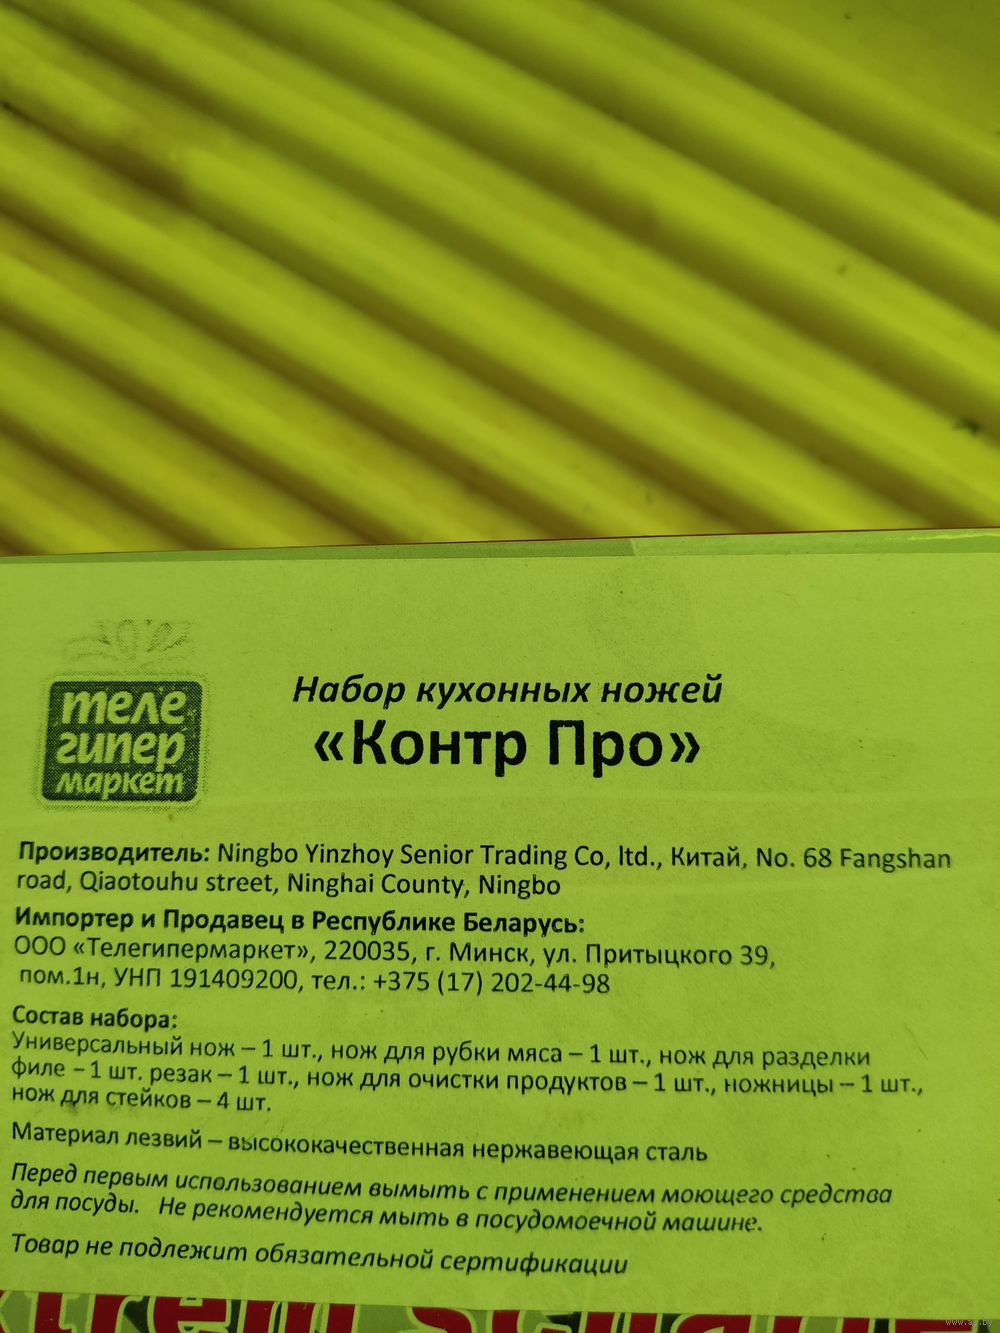 теле
гипер
маркет
Набор кухонных ножей
«Контр Про»
Производитель: Ningbo Yinzhoy Senior Trading Co, ltd., Китай, No. 68 Fangshan
road, Qiaotouhu street, Ninghai County, Ningbo
Импортер и Продавец в Республике Беларусь:
ООО «Телегипермаркет», 220035, г. Минск, ул. Притыцкого 39,
пом.1н, УНП 191409200, тел.: +375 (17) 202-44-98
Состав набора:
Универсальный нож – 1 шт., нож для рубки мяса – 1 шт., нож для разделки
филе – 1 шт. резак – 1 шт., нож для очистки продуктов – 1 шт., ножницы – 1 шт.,
нож для стейков – 4 шт.
Материал лезвий – высококачественная нержавеющая сталь
Перед первым использованием вымыть с применением моющего средства
для посуды. Не рекомендуется мыть в посудомоечной машине.
Товар не подлежит обязательной сертификации